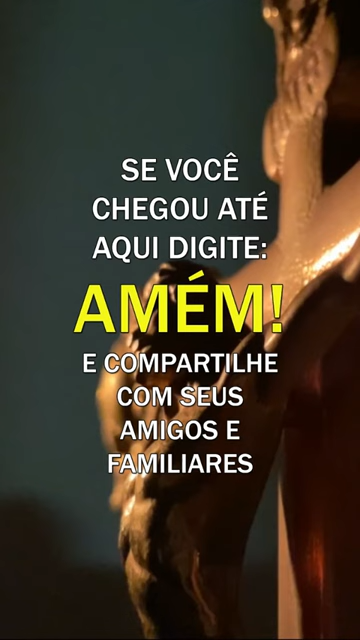 SE VOCÊ
CHEGOU ATÉ
AQUI DIGITE:
AMÉM!
E COMPARTILHE
COM SEUS
AMIGOS E
FAMILIARES